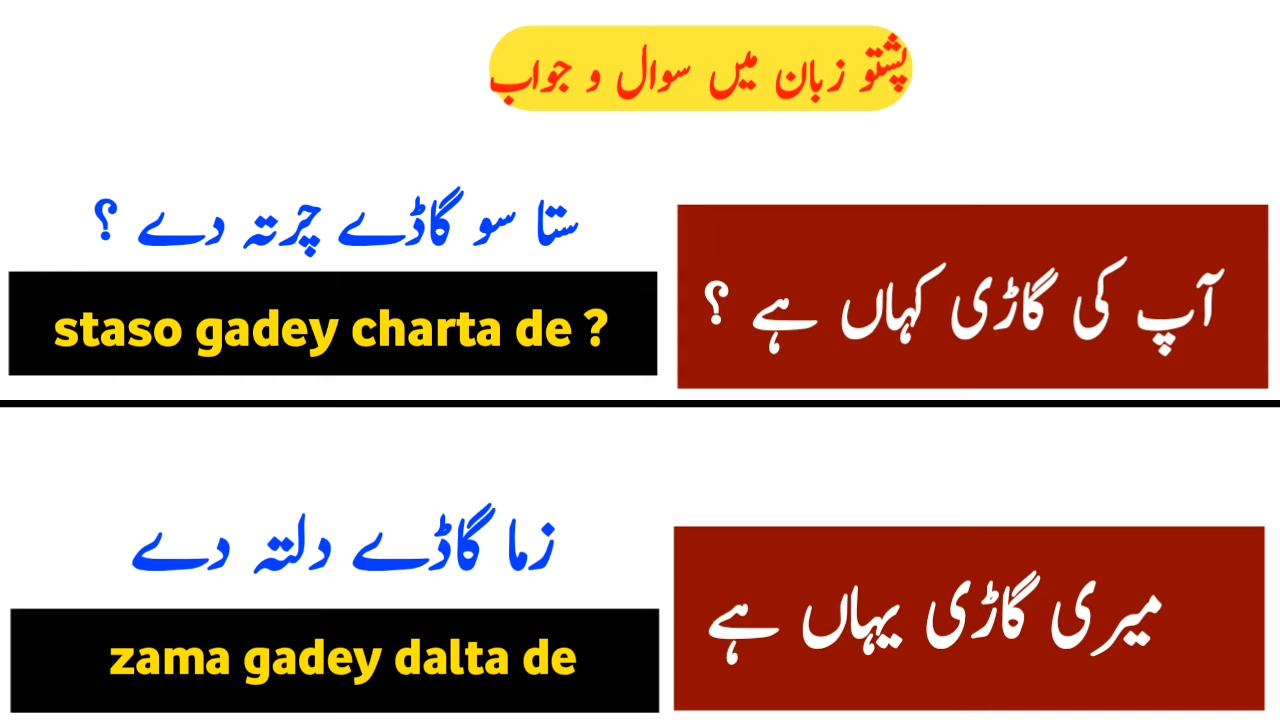 پشتو زبان میں سوال و جواب
آپ کی گاڑی کہاں ہے ؟
ستا سو گاڈے چرتہ دے ؟
staso gadey charta de ?
میری گاڑی یہاں ہے
زما گاڈے دلتہ دے
zama gadey dalta de